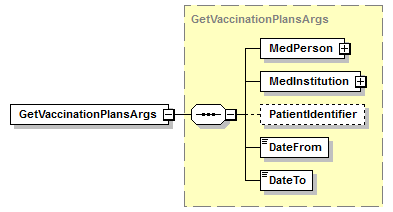 GetVaccinationPlansArgs
MedPerson
MedInstitution
GetVaccinationPlansArgs
PatientIdentifier
DateFrom
DateTo